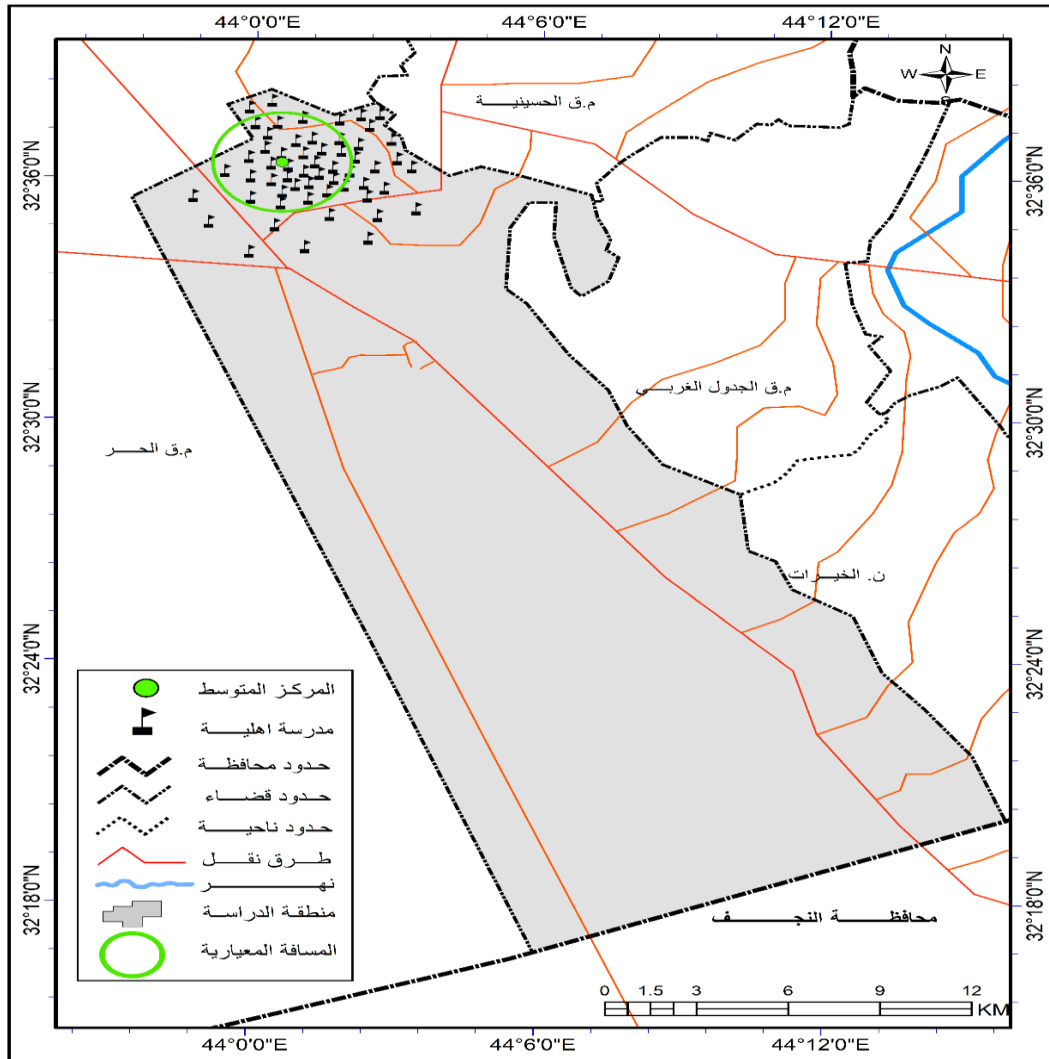 44°0'0"E 44°6'0"E 44°12'0"E
N
W E
S
م.ق الحسينية
32°36'0"N 32°36'0"N
م.ق الجدول الغربي
32°30'0"N 32°30'0"N
م.ق الحر
ن. الخيرات
32°24'0"N 32°24'0"N
المركز المتوسط
مدرسة اهلية
حدود محافظة
حدود قضاء
حدود ناحية
طرق نقل
نهر
منطقة الدراسة
المسافة المعيارية
32°18'0"N 32°18'0"N
محافظة النجف
0 1.5 3 6 9 12
KM
44°0'0"E 44°6'0"E 44°12'0"E